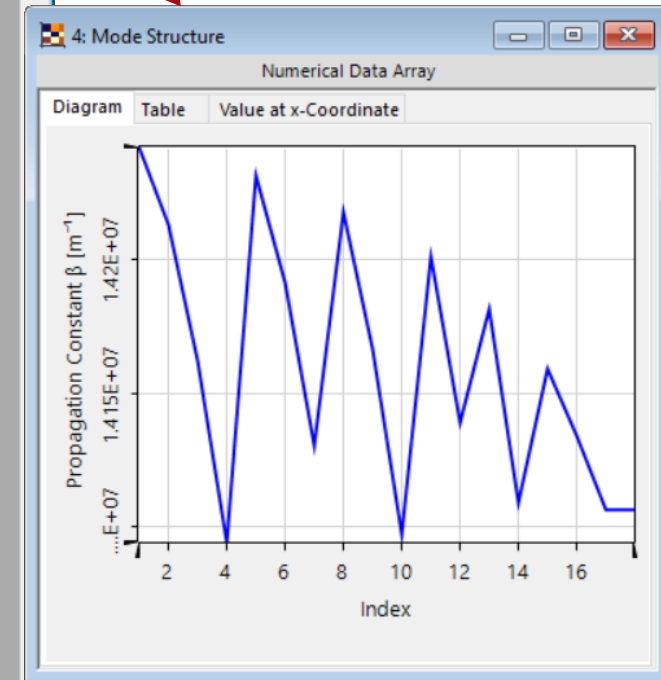 4: Mode Structure
Numerical Data Array
Diagram Table Value at x-Coordinate
Propagation Constant β [m⁻¹]
1.42E+07
1.415E+07
...E+07
2 4 6 8 10 12 14 16
Index